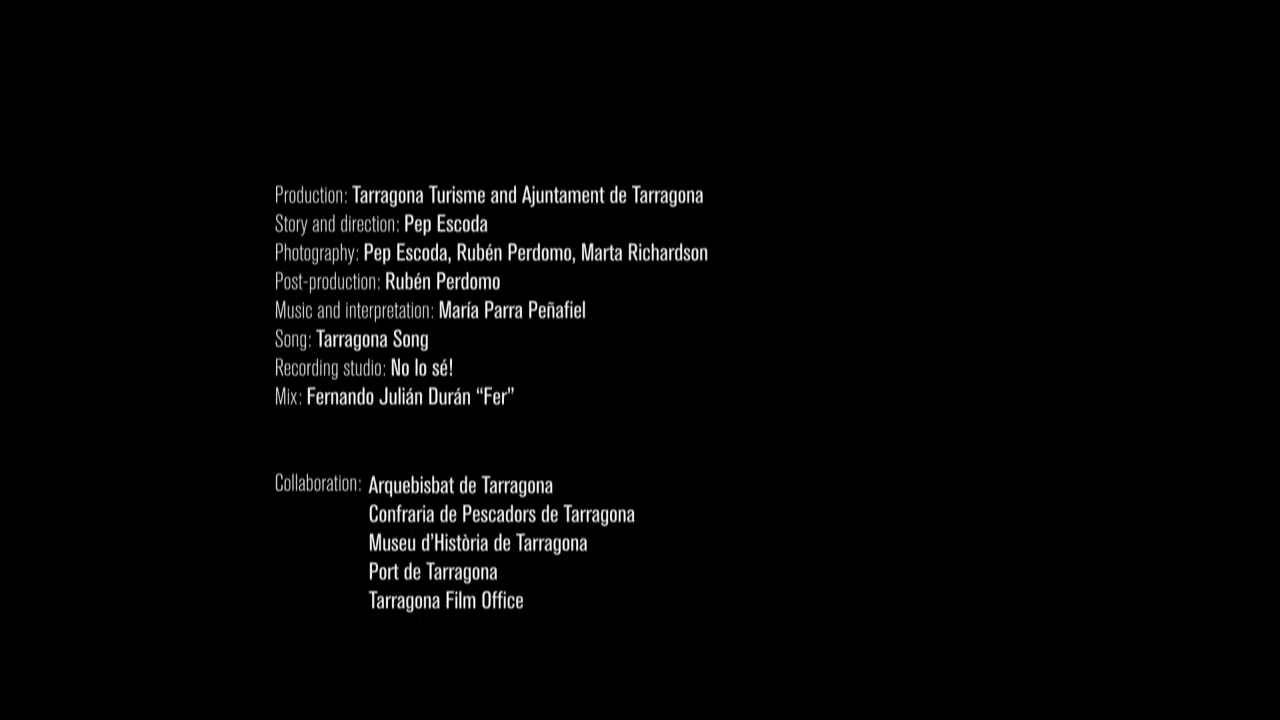 Production: Tarragona Turisme and Ajuntament de Tarragona
Story and direction: Pep Escoda
Photography: Pep Escoda, Rubén Perdomo, Marta Richardson
Post-production: Rubén Perdomo
Music and interpretation: María Parra Peñafiel
Song: Tarragona Song
Recording studio: No lo sé!
Mix: Fernando Julián Durán “Fer”
Collaboration: Arquebisbat de Tarragona
Confraria de Pescadors de Tarragona
Museu d’Història de Tarragona
Port de Tarragona
Tarragona Film Office